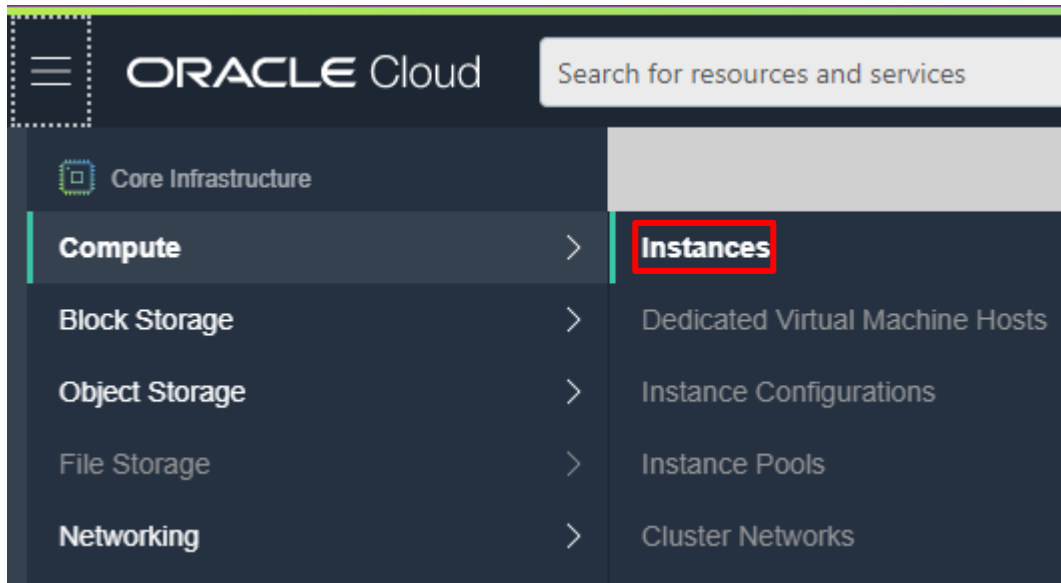 ORACLE Cloud
Search for resources and services
Core Infrastructure
Compute
Block Storage
Object Storage
File Storage
Networking
Instances
Dedicated Virtual Machine Hosts
Instance Configurations
Instance Pools
Cluster Networks